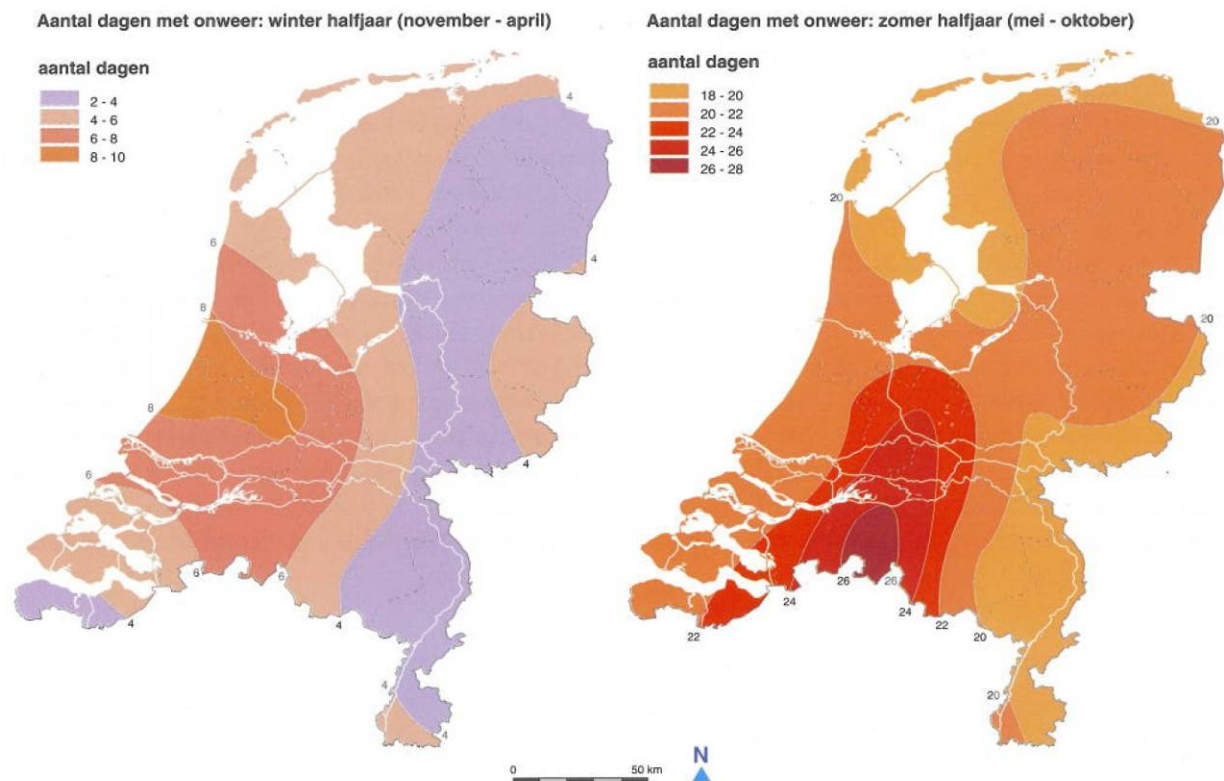 Aantal dagen met onweer: winter halfjaar (november - april)
aantal dagen
2 - 4
4 - 6
6 - 8
8 - 10
4
6
4
8
8
6
4
6
6
4
4
4
4
Aantal dagen met onweer: zomer halfjaar (mei - oktober)
aantal dagen
18 - 20
20 - 22
22 - 24
24 - 26
26 - 28
20
20
20
26
26
24
24
22
22
20
20
0
50 km
N